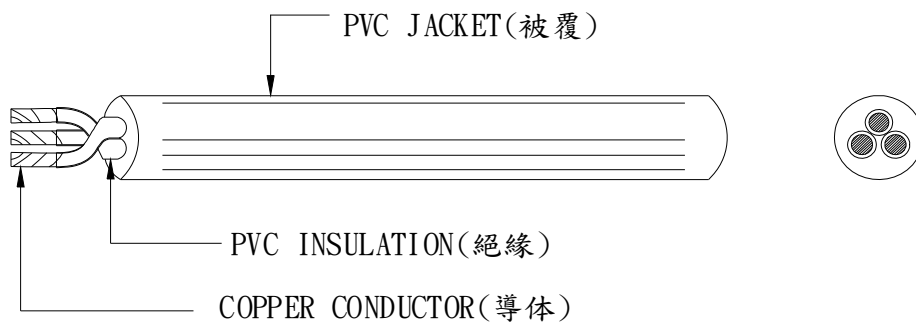 PVC JACKET(被覆)
PVC INSULATION(絕緣)
COPPER CONDUCTOR(導体)